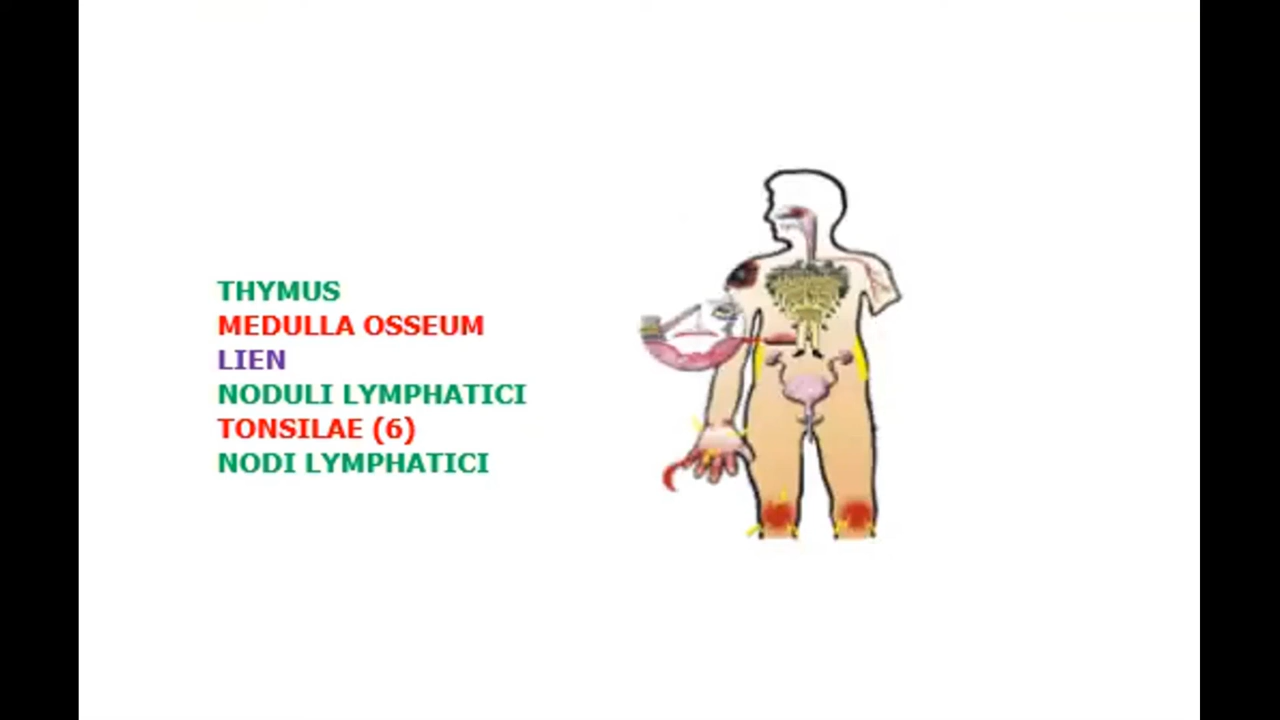 THYMUS
MEDULLA OSSEUM
LIEN
NODULI LYMPHATICI
TONSILAE (6)
NODI LYMPHATICI